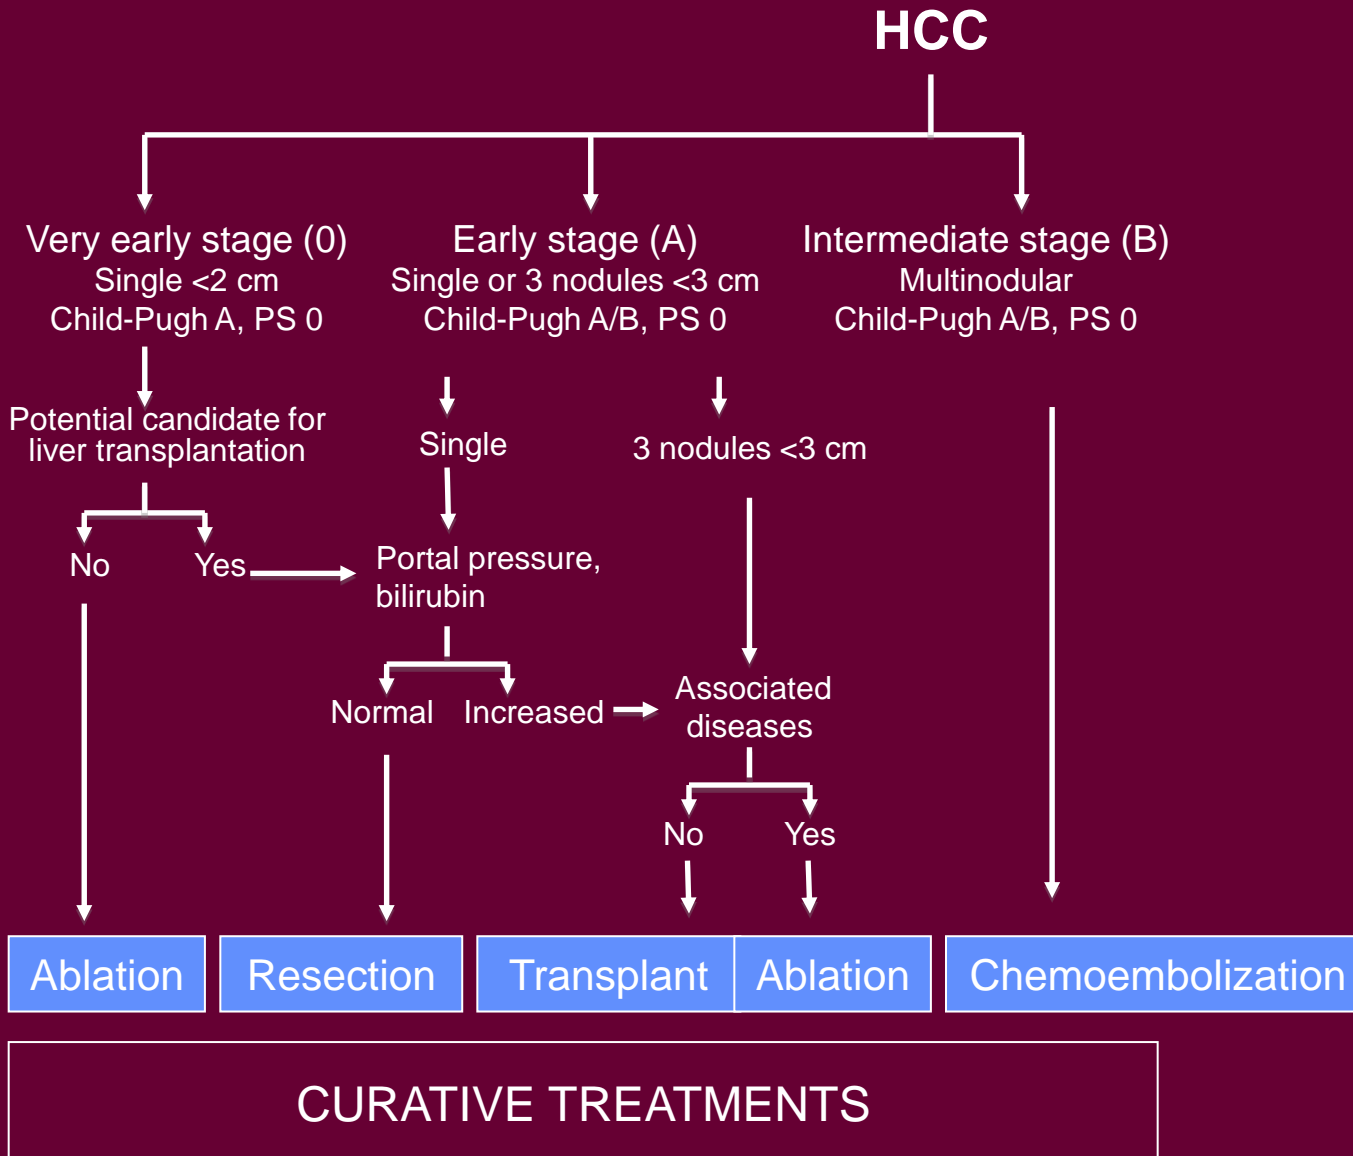 HCC
Very early stage (0)
Single <2 cm
Child-Pugh A, PS 0
Early stage (A)
Single or 3 nodules <3 cm
Child-Pugh A/B, PS 0
Intermediate stage (B)
Multinodular
Child-Pugh A/B, PS 0
Potential candidate for
liver transplantation
Single
3 nodules <3 cm
No
Yes
Portal pressure,
bilirubin
Normal
Increased
Associated
diseases
No
Yes
Ablation
Resection
Transplant
Ablation
Chemoembolization
CURATIVE TREATMENTS